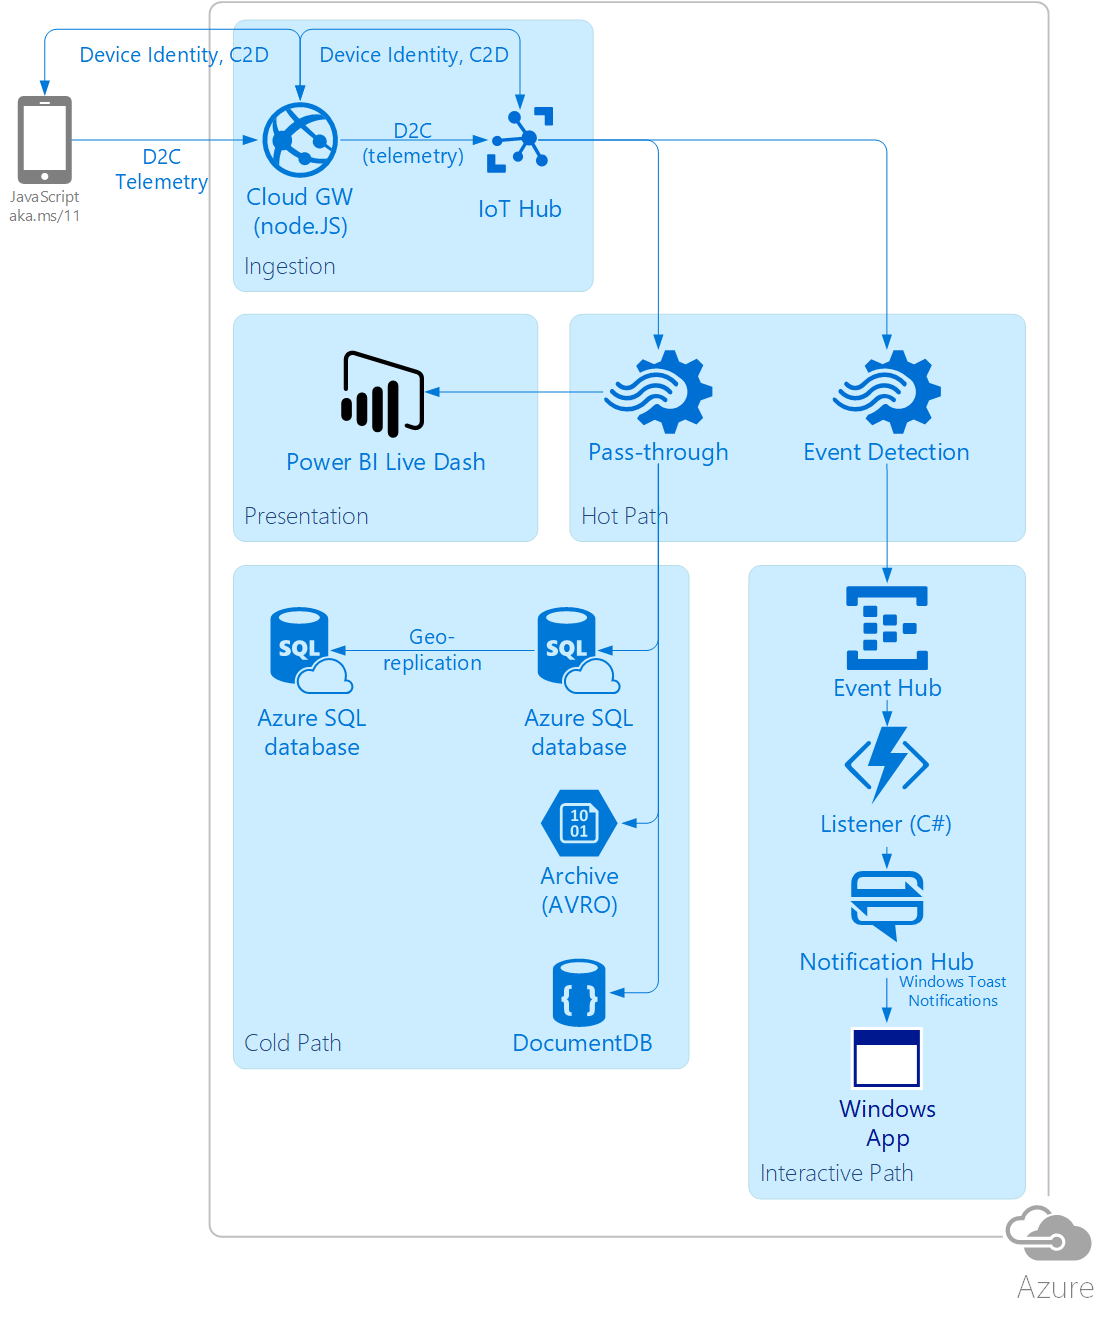 Device Identity, C2D
Device Identity, C2D
D2C
(telemetry)
D2C
Telemetry
JavaScript
aka.ms/11
Cloud GW
(node.JS)
IoT Hub
Ingestion
Power BI Live Dash
Presentation
Pass-through
Event Detection
Hot Path
SQL
Geo-
replication
SQL
Azure SQL
database
Azure SQL
database
10
01
Archive
(AVRO)
{ }
DocumentDB
Cold Path
Event Hub
Listener (C#)
Notification Hub
Windows Toast
Notifications
Windows
App
Interactive Path
Azure